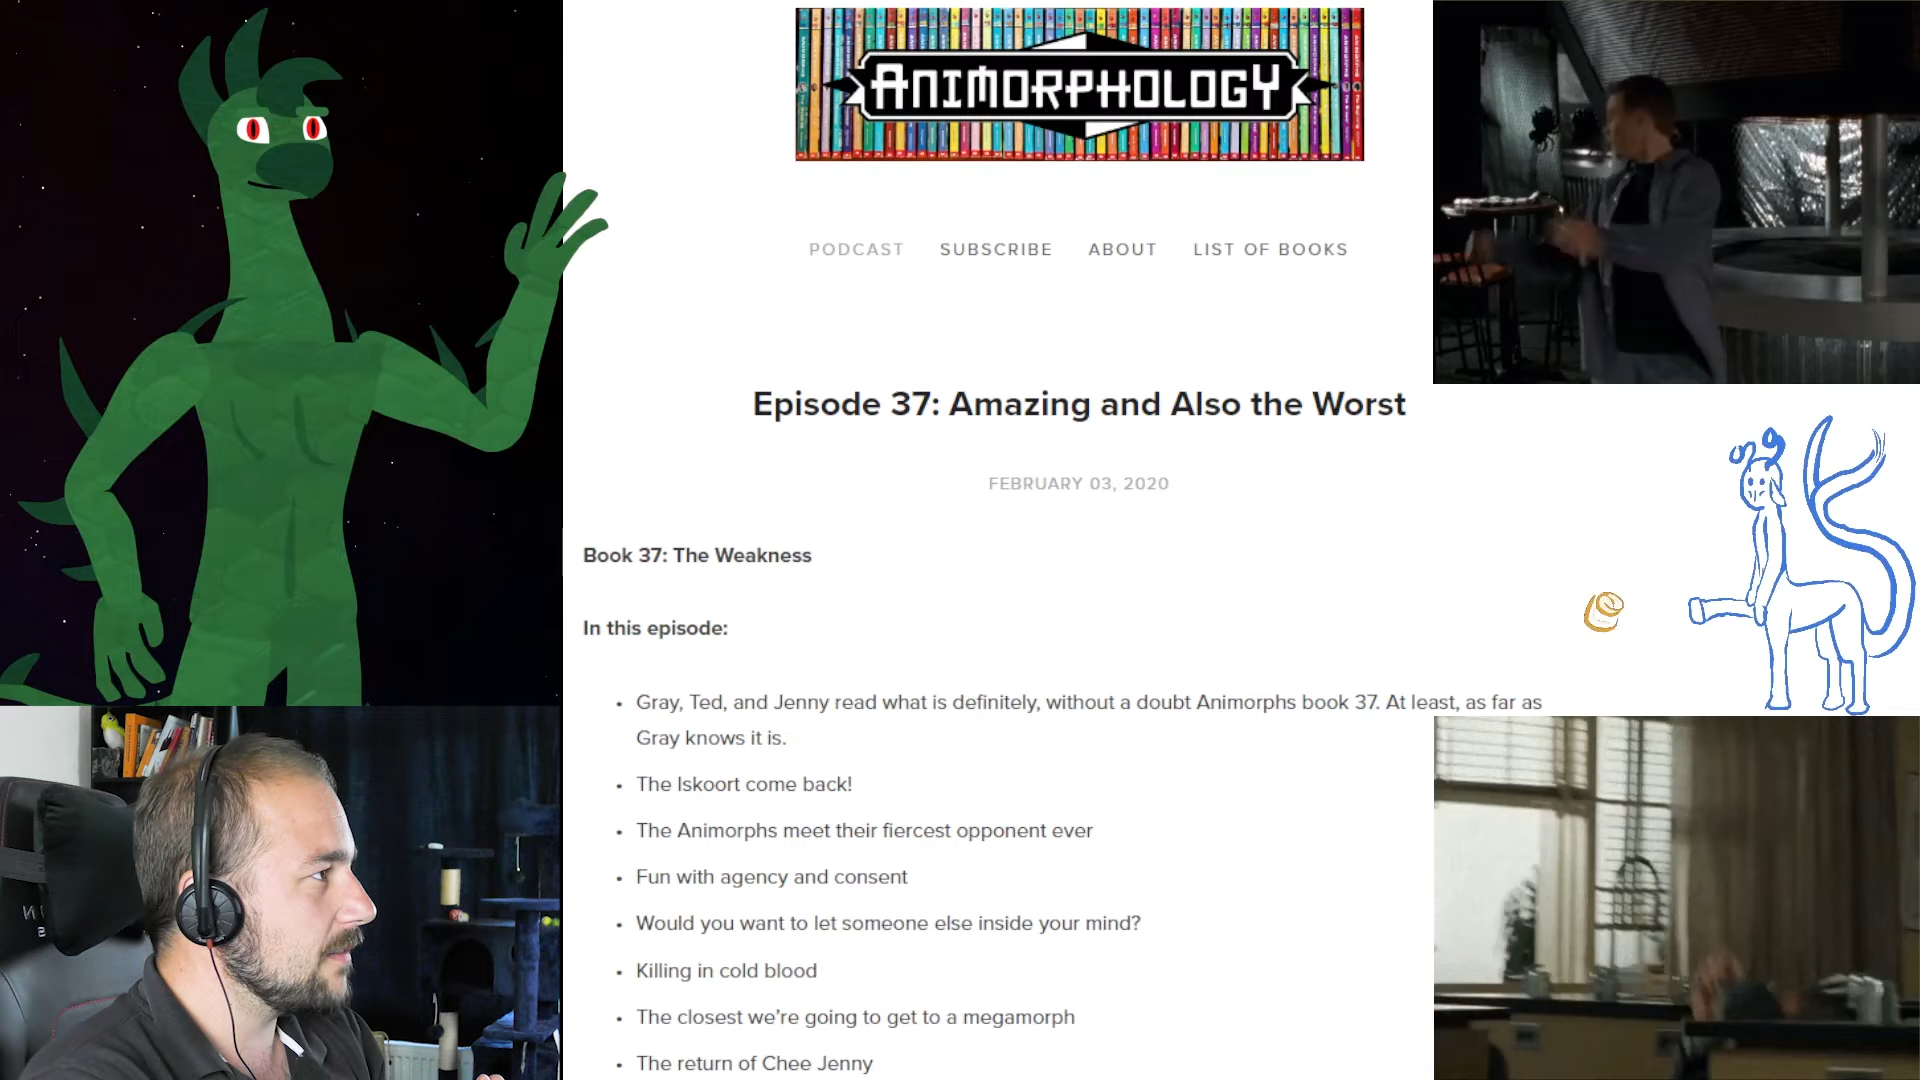 ANIMORPHOLOGY
PODCAST SUBSCRIBE ABOUT LIST OF BOOKS
Episode 37: Amazing and Also the Worst
FEBRUARY 03, 2020
Book 37: The Weakness
In this episode:
• Gray, Ted, and Jenny read what is definitely, without a doubt Animorphs book 37. At least, as far as
Gray knows it is.
• The Iskoort come back!
• The Animorphs meet their fiercest opponent ever
• Fun with agency and consent
• Would you want to let someone else inside your mind?
• Killing in cold blood
• The closest we're going to get to a megamorph
• The return of Chee Jenny